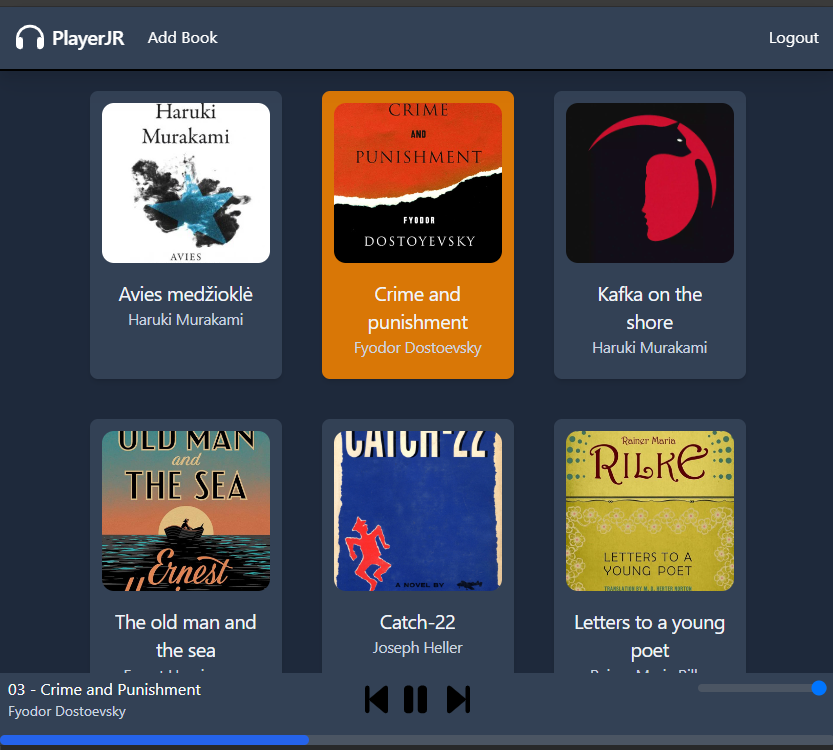 PlayerJR
Add Book
Logout
Haruki
Murakami
AVIES
Avies medžioklė
Haruki Murakami
CRIME
AND
PUNISHMENT
FYODOR
DOSTOYEVSKY
Crime and
punishment
Fyodor Dostoevsky
Kafka on the
shore
Haruki Murakami
OLD MAN
and
THE SEA
Ernest
The old man and
the sea
CATCH-22
A NOVEL BY
Catch-22
Joseph Heller
Rainer Maria
RILKE
LETTERS TO A
YOUNG POET
TRANSLATION BY M. D. HERTER NORTON
Letters to a young
poet
03 - Crime and Punishment
Fyodor Dostoevsky